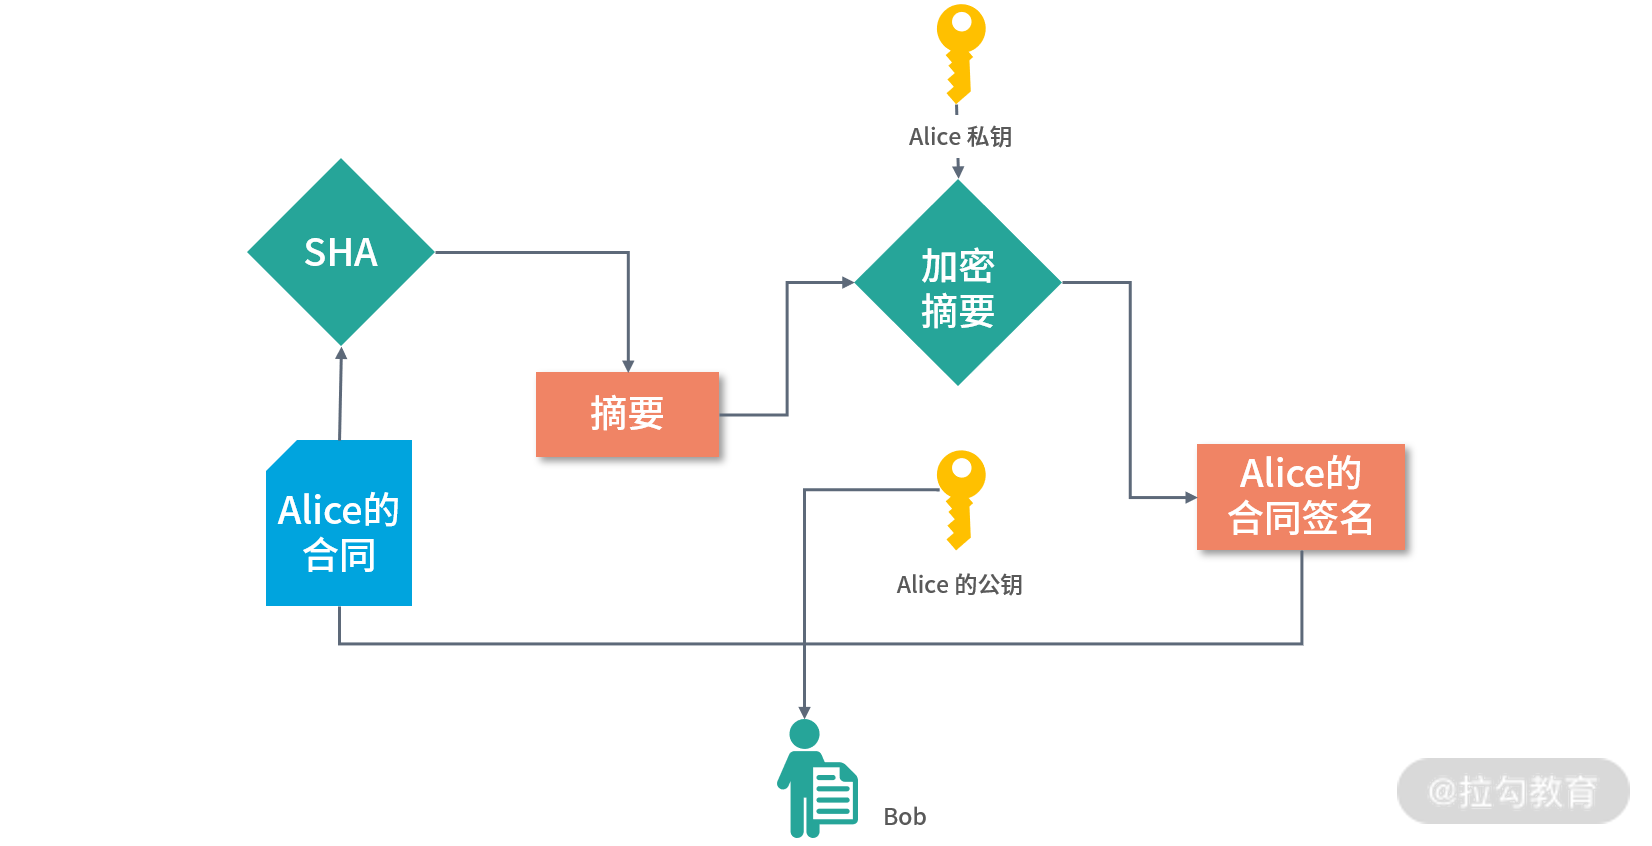 Alice 私钥
SHA
加密
摘要
摘要
Alice的
合同签名
Alice的
合同
Alice 的公钥
Bob
@拉勾教育